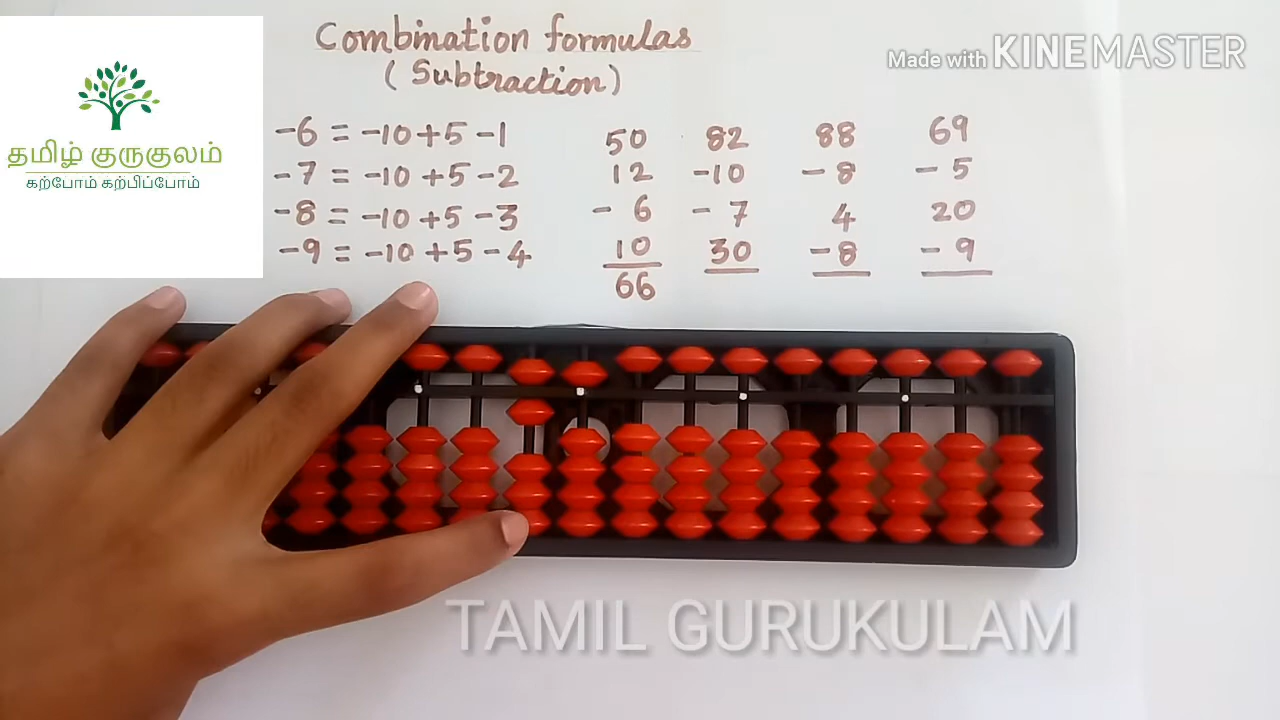 Combination formulas
(Subtraction)
Made with KINEMASTER
தமிழ் குருகுலம்
கற்போம் கற்பிப்போம்
-6 = -10 +5 -1
-7 = -10 +5 -2
-8 = -10 +5 -3
-9 = -10 +5 -4
50
12
- 6
10
66
82
-10
- 7
30
88
- 8
4
- 8
69
- 5
20
- 9
TAMIL GURUKULAM